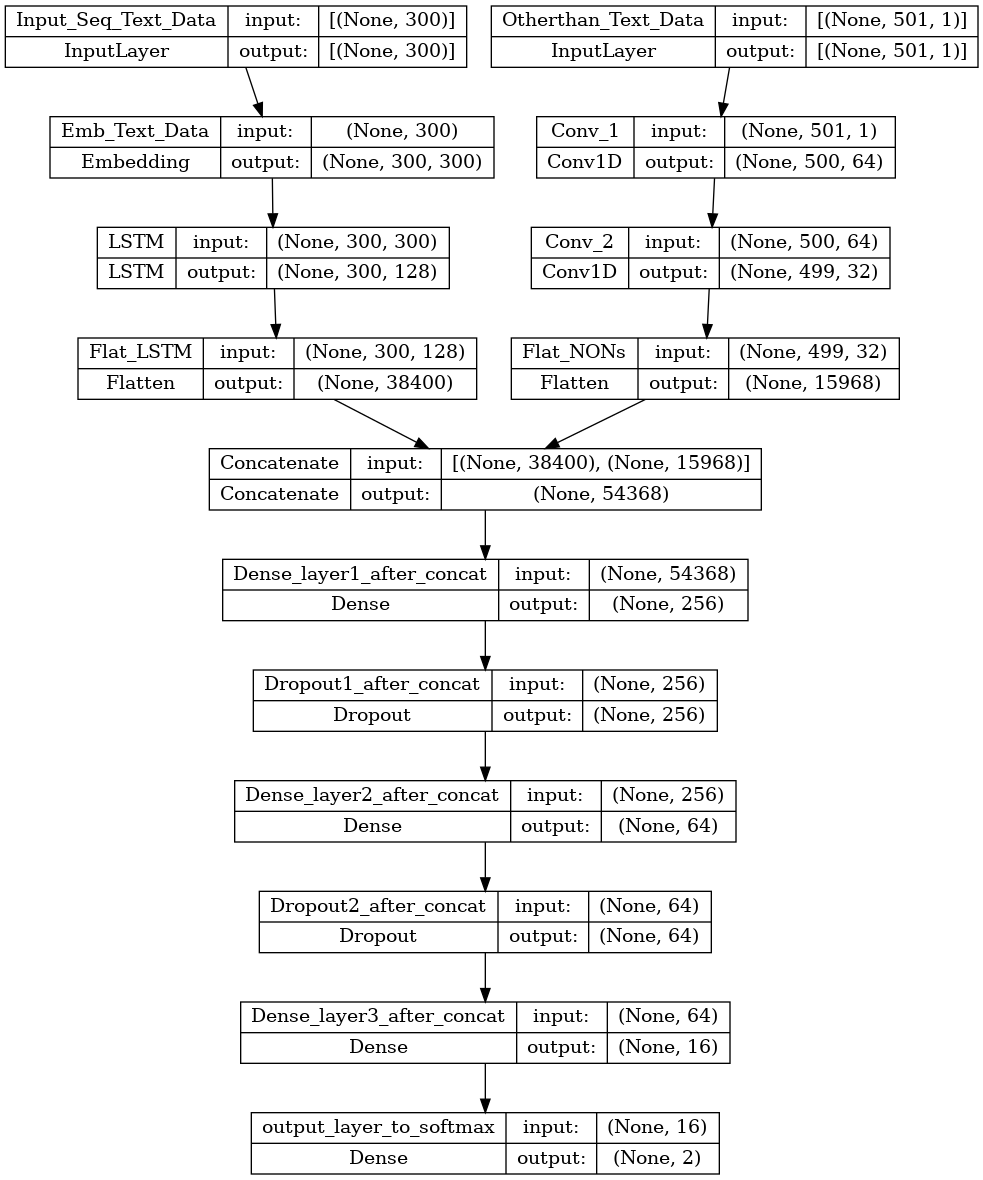 Input_Seq_Text_Data input: [(None, 300)]
InputLayer output: [(None, 300)]
Otherthan_Text_Data input: [(None, 501, 1)]
InputLayer output: [(None, 501, 1)]
Emb_Text_Data input: (None, 300)
Embedding output: (None, 300, 300)
Conv_1 input: (None, 501, 1)
Conv1D output: (None, 500, 64)
LSTM input: (None, 300, 300)
LSTM output: (None, 300, 128)
Conv_2 input: (None, 500, 64)
Conv1D output: (None, 499, 32)
Flat_LSTM input: (None, 300, 128)
Flatten output: (None, 38400)
Flat_NONs input: (None, 499, 32)
Flatten output: (None, 15968)
Concatenate input: [(None, 38400), (None, 15968)]
Concatenate output: (None, 54368)
Dense_layer1_after_concat input: (None, 54368)
Dense output: (None, 256)
Dropout1_after_concat input: (None, 256)
Dropout output: (None, 256)
Dense_layer2_after_concat input: (None, 256)
Dense output: (None, 64)
Dropout2_after_concat input: (None, 64)
Dropout output: (None, 64)
Dense_layer3_after_concat input: (None, 64)
Dense output: (None, 16)
output_layer_to_softmax input: (None, 16)
Dense output: (None, 2)